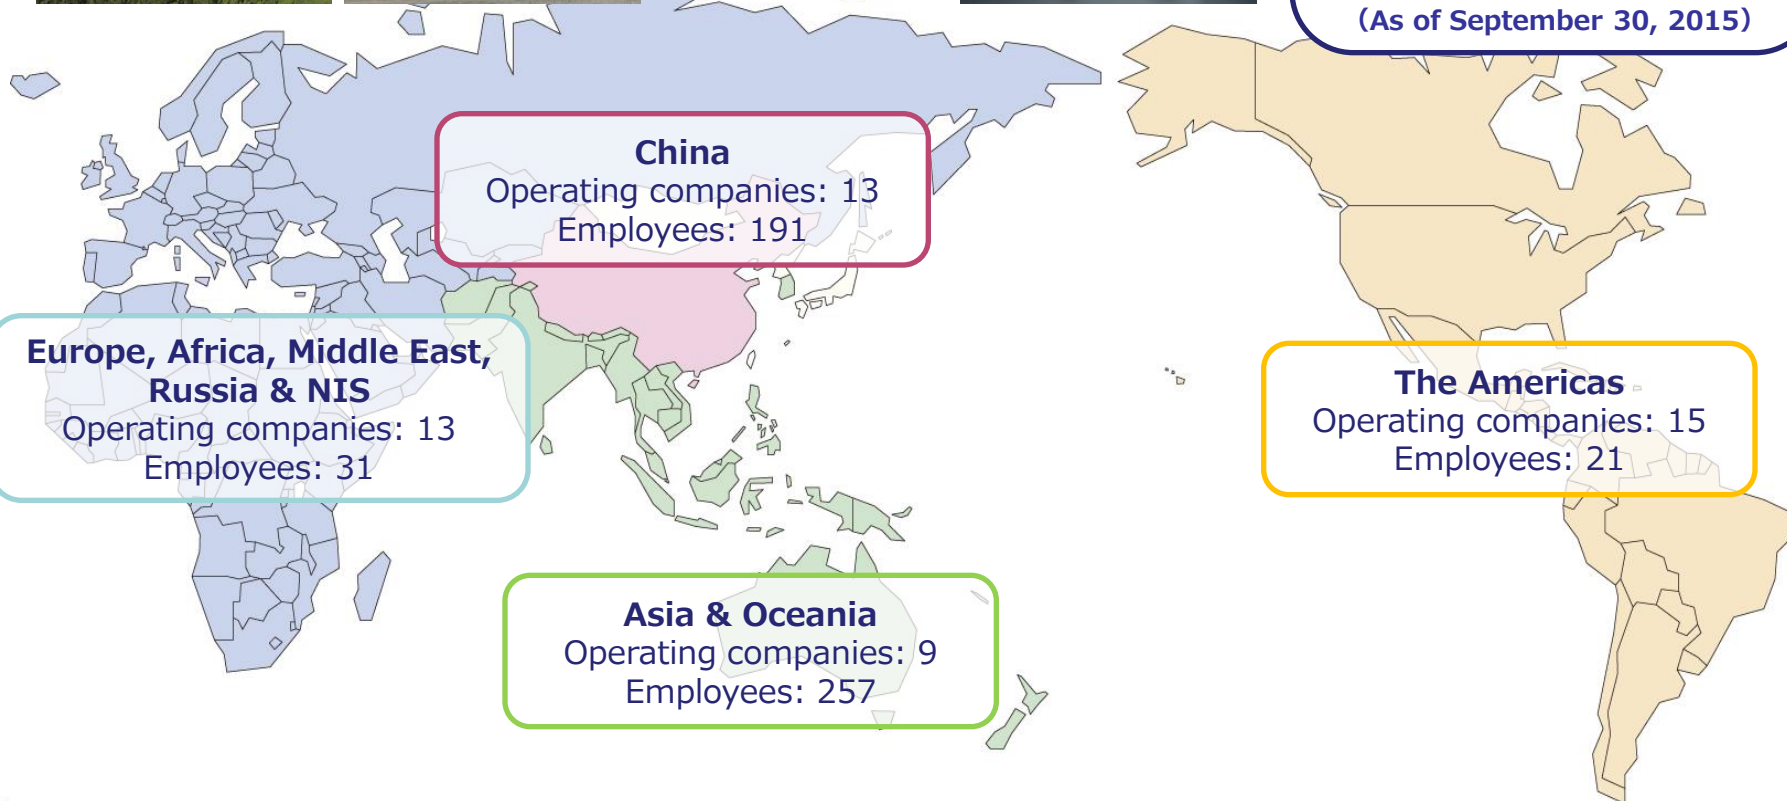 (As of September 30, 2015)
China
Operating companies: 13
Employees: 191
Europe, Africa, Middle East,
Russia & NIS
Operating companies: 13
Employees: 31
The Americas
Operating companies: 15
Employees: 21
Asia & Oceania
Operating companies: 9
Employees: 257